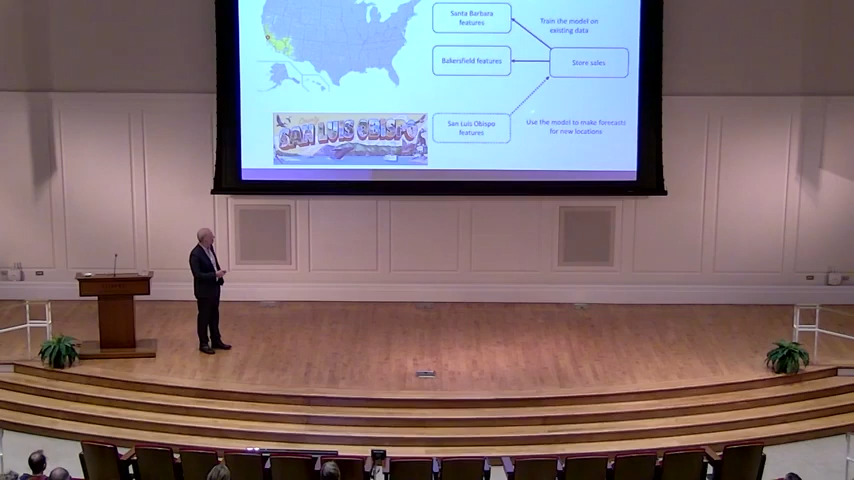 Santa Barbara
features
Train the model on
existing data
Bakersfield features
Store sales
SAN LUIS OBISPO
San Luis Obispo
features
Use the model to make forecasts
for new locations